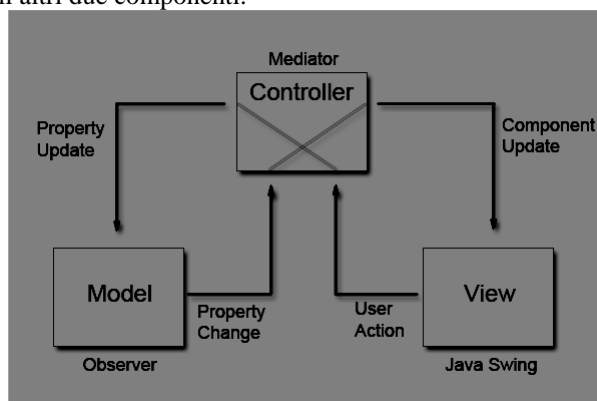 altri due componenti.
Mediator
Controller
Property
Update
Component
Update
Model
Property
Change
User
Action
View
Observer
Java Swing